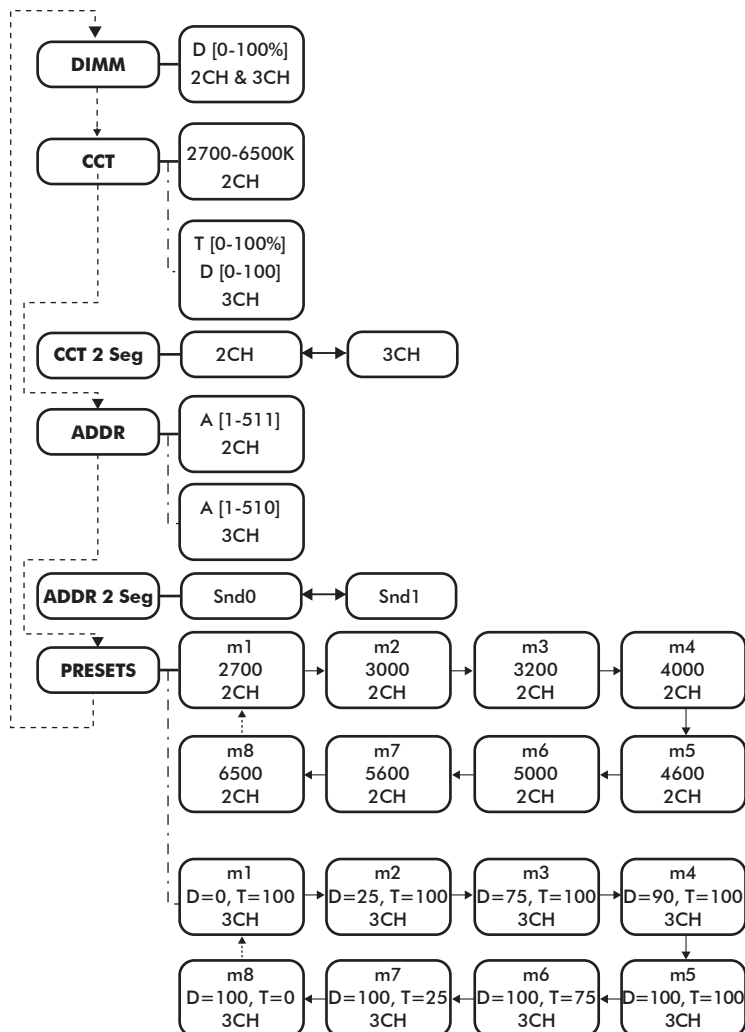 DIMM
D [0-100%]
2CH & 3CH
CCT
2700-6500K
2CH
T [0-100%]
D [0-100]
3CH
CCT 2 Seg
2CH
3CH
ADDR
A [1-511]
2CH
A [1-510]
3CH
ADDR 2 Seg
Snd0
Snd1
PRESETS
m1
2700
2CH
m2
3000
2CH
m3
3200
2CH
m4
4000
2CH
m8
6500
2CH
m7
5600
2CH
m6
5000
2CH
m5
4600
2CH
m1
D=0, T=100
3CH
m2
D=25, T=100
3CH
m3
D=75, T=100
3CH
m4
D=90, T=100
3CH
m8
D=100, T=0
3CH
m7
D=100, T=25
3CH
m6
D=100, T=75
3CH
m5
D=100, T=100
3CH